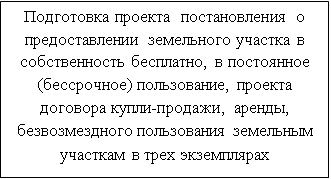 Подготовка проекта постановления о
предоставлении земельного участка в
собственность бесплатно, в постоянное
(бессрочное) пользование, проекта
договора купли-продажи, аренды,
безвозмездного пользования земельным
участкам в трех экземплярах